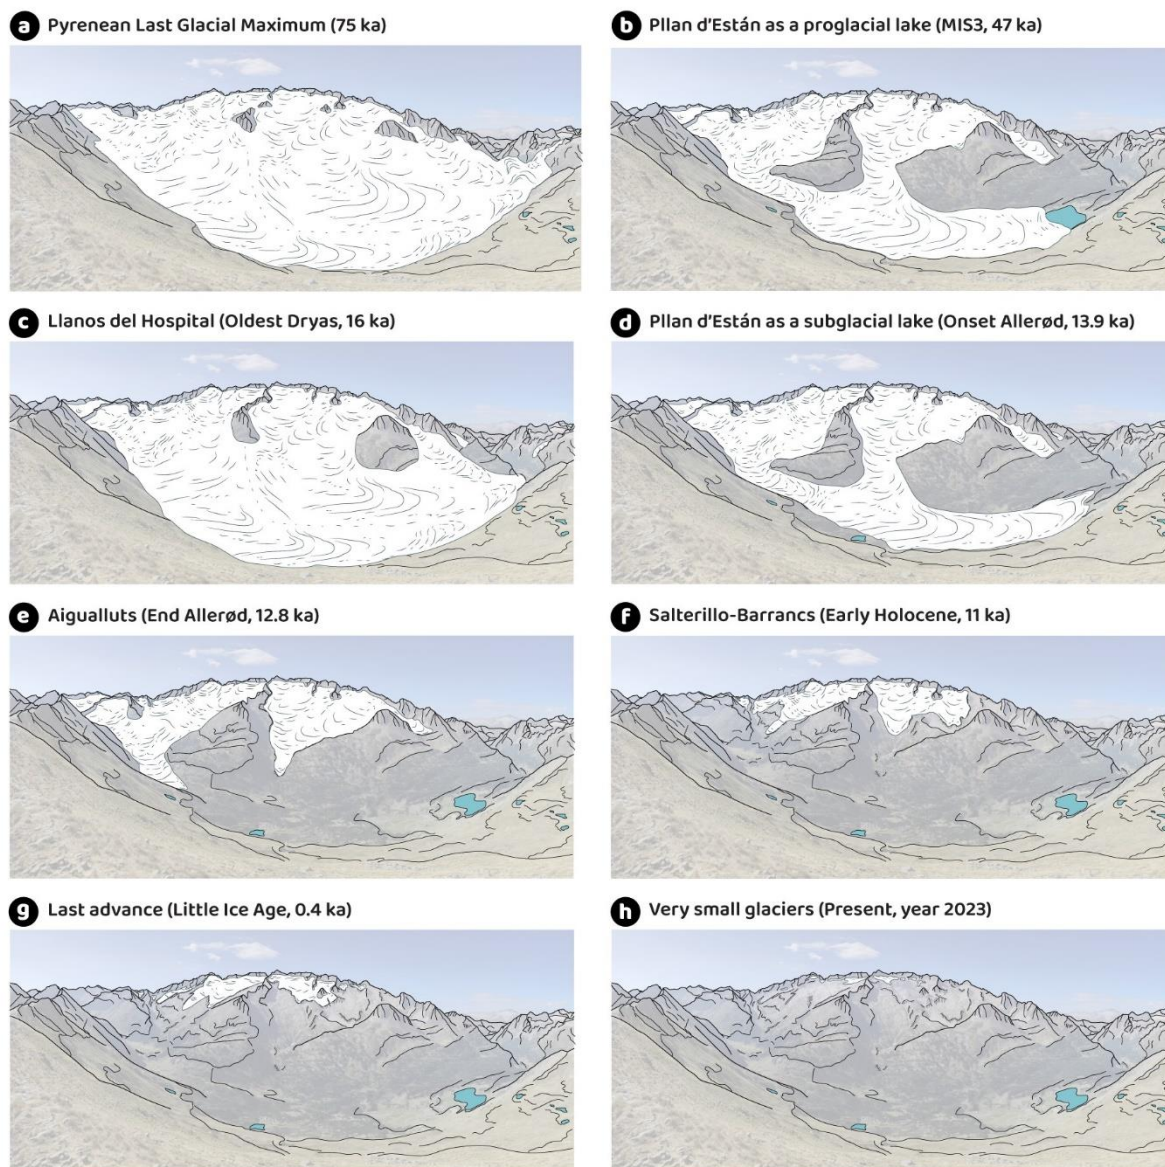 a Pyrenean Last Glacial Maximum (75 ka)
b Pllan d'Están as a proglacial lake (MIS3, 47 ka)
c Llanos del Hospital (Oldest Dryas, 16 ka)
d Pllan d'Están as a subglacial lake (Onset Allerød, 13.9 ka)
e Aigualluts (End Allerød, 12.8 ka)
f Salterillo-Barrancs (Early Holocene, 11 ka)
g Last advance (Little Ice Age, 0.4 ka)
h Very small glaciers (Present, year 2023)